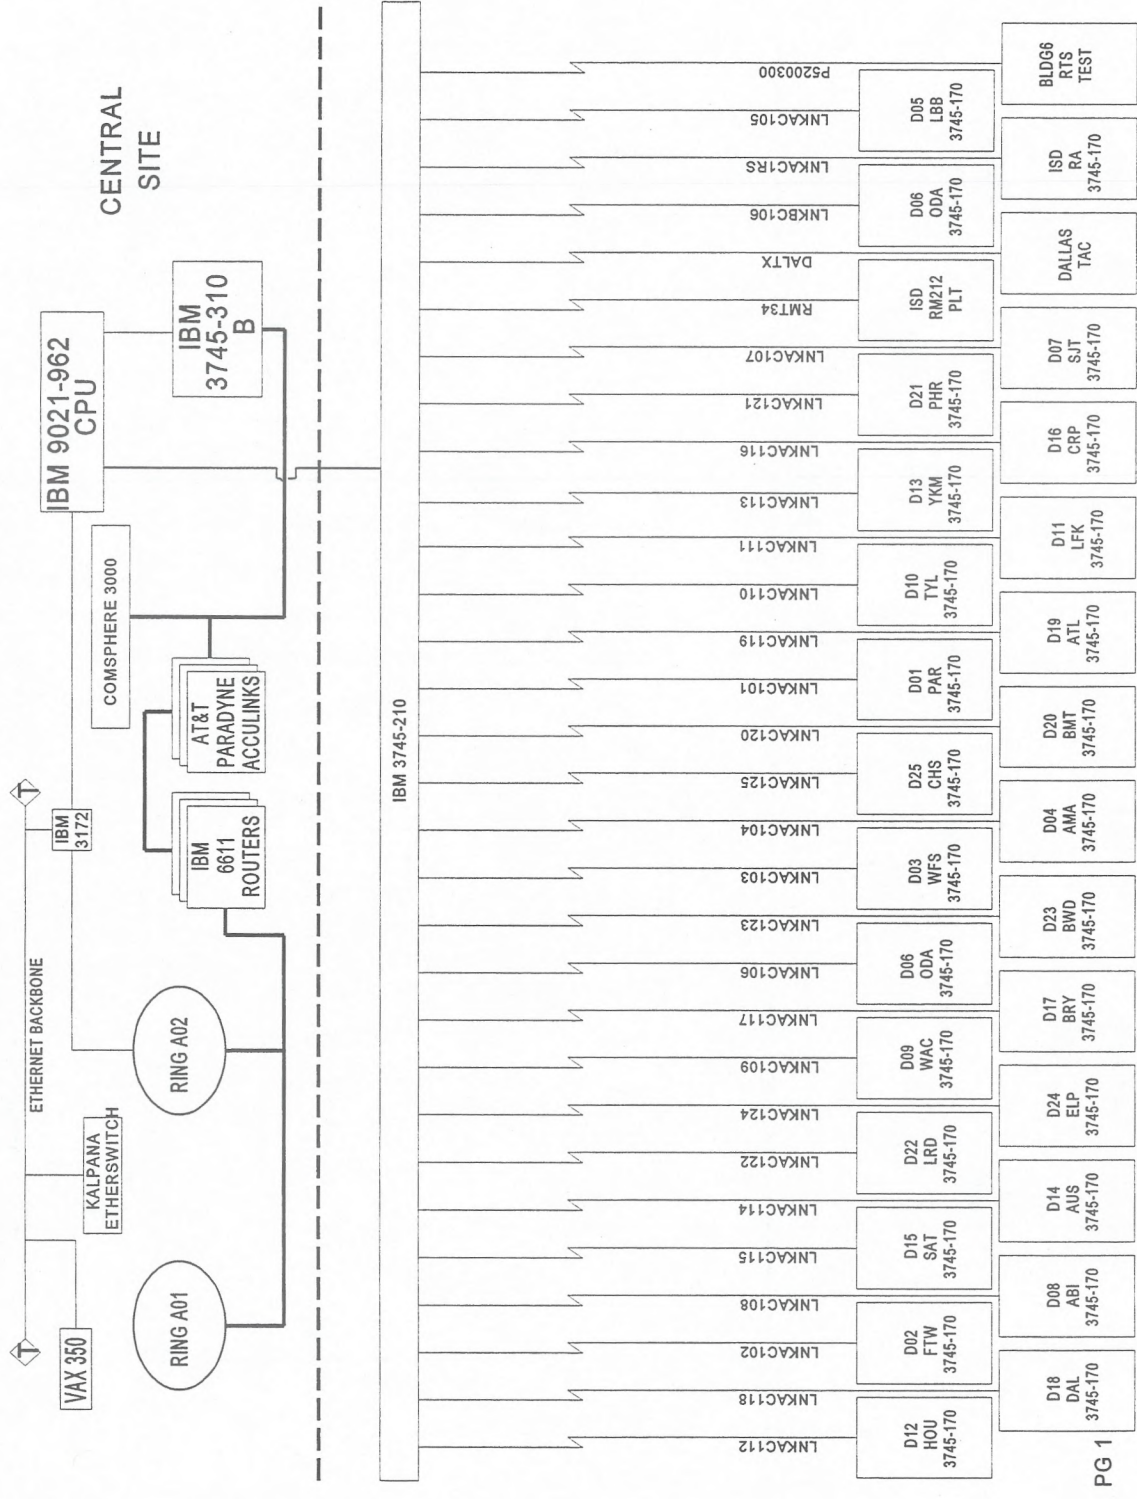 CENTRAL
SITE
ETHERNET BACKBONE
T
T
VAX 350
KALPANA
ETHERSWITCH
IBM
3172
IBM 9021-962
CPU
COMSPHERE 3000
IBM
3745-310
B
RING A01
RING A02
IBM
6611
ROUTERS
AT&T
PARADYNE
ACCULINKS
IBM 3745-210
LNKAC112
LNKAC118
LNKAC102
LNKAC108
LNKAC115
LNKAC114
LNKAC122
LNKAC124
LNKAC109
LNKAC117
LNKAC106
LNKAC123
LNKAC103
LNKAC104
LNKAC125
LNKAC120
LNKAC101
LNKAC119
LNKAC110
LNKAC111
LNKAC113
LNKAC116
LNKAC121
LNKAC107
RMT34
DALTX
LNKBC106
LNKAC1RS
LNKAC105
P5200300
D12
HOU
3745-170
D02
FTW
3745-170
D15
SAT
3745-170
D22
LRD
3745-170
D09
WAC
3745-170
D06
ODA
3745-170
D03
WFS
3745-170
D25
CHS
3745-170
D01
PAR
3745-170
D10
TYL
3745-170
D13
YKM
3745-170
D21
PHR
3745-170
ISD
RM212
PLT
D06
ODA
3745-170
D05
LBB
3745-170
D18
DAL
3745-170
D08
ABI
3745-170
D14
AUS
3745-170
D24
ELP
3745-170
D17
BRY
3745-170
D23
BWD
3745-170
D04
AMA
3745-170
D20
BMT
3745-170
D19
ATL
3745-170
D11
LFK
3745-170
D16
CRP
3745-170
D07
SJT
3745-170
DALLAS
TAC
ISD
RA
3745-170
BLDG6
RTS
TEST
PG 1